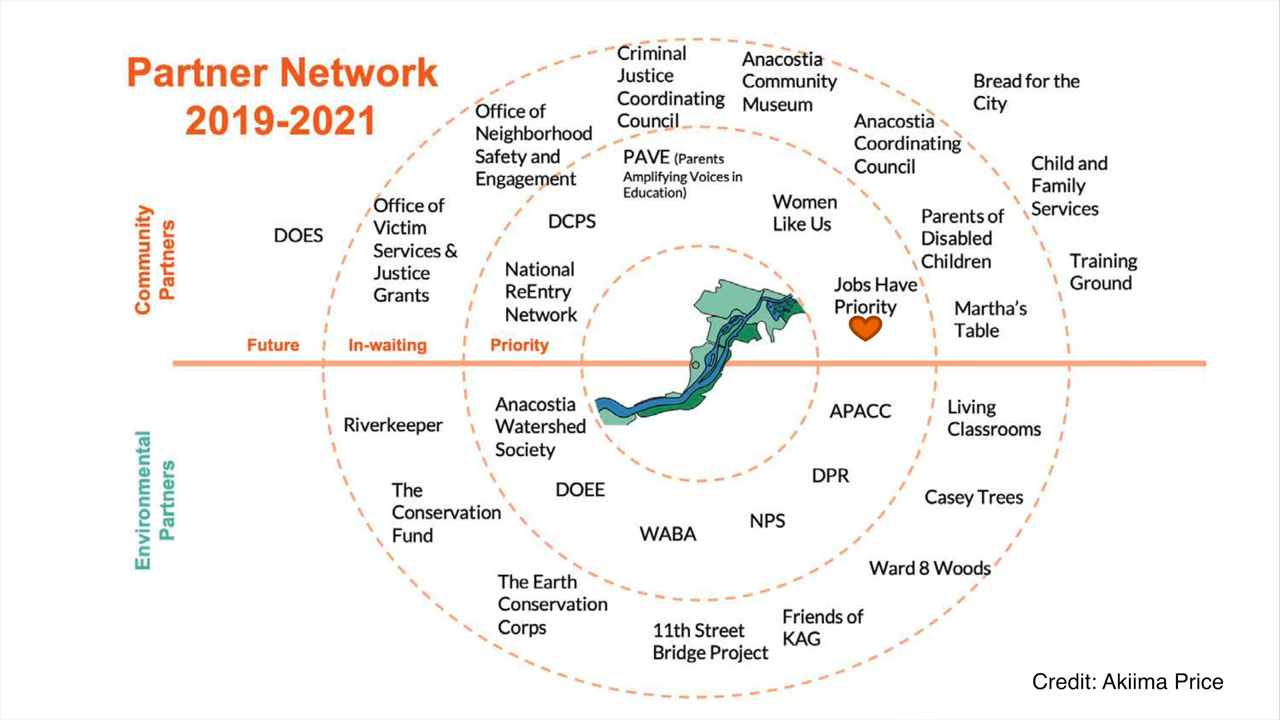 Partner Network
2019-2021
Criminal
Justice
Coordinating
Council
Anacostia
Community
Museum
Bread for the
City
Office of
Neighborhood
Safety and
Engagement
Anacostia
Coordinating
Council
PAVE (Parents
Amplifying Voices in
Education)
Child and
Family
Services
Office of
Victim
Services &
Justice
Grants
DOES
DCPS
Women
Like Us
Parents of
Disabled
Children
Training
Ground
National
ReEntry
Network
Jobs Have
Priority
Martha's
Table
Community
Partners
Future
In-waiting
Priority
Environmental
Partners
Riverkeeper
Anacostia
Watershed
Society
APACC
Living
Classrooms
The
Conservation
Fund
DOEE
DPR
Casey Trees
WABA
NPS
Ward 8 Woods
The Earth
Conservation
Corps
11th Street
Bridge Project
Friends of
KAG
Credit: Akiima Price